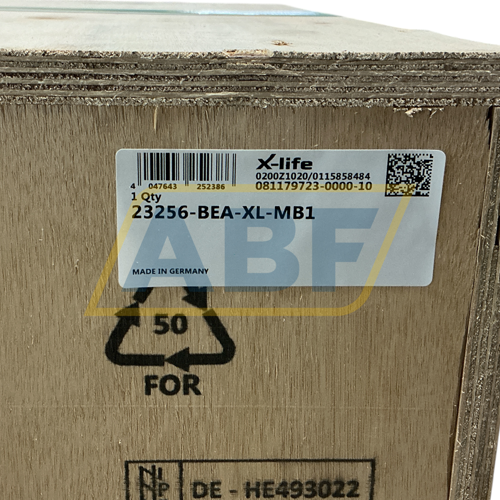 X-life
0200Z1020/0115858484
4 047643 252386
081179723-0000-10
1 Qty
23256-BEA-XL-MB1
ABF
MADE IN GERMANY
50
FOR
DE - HE493022